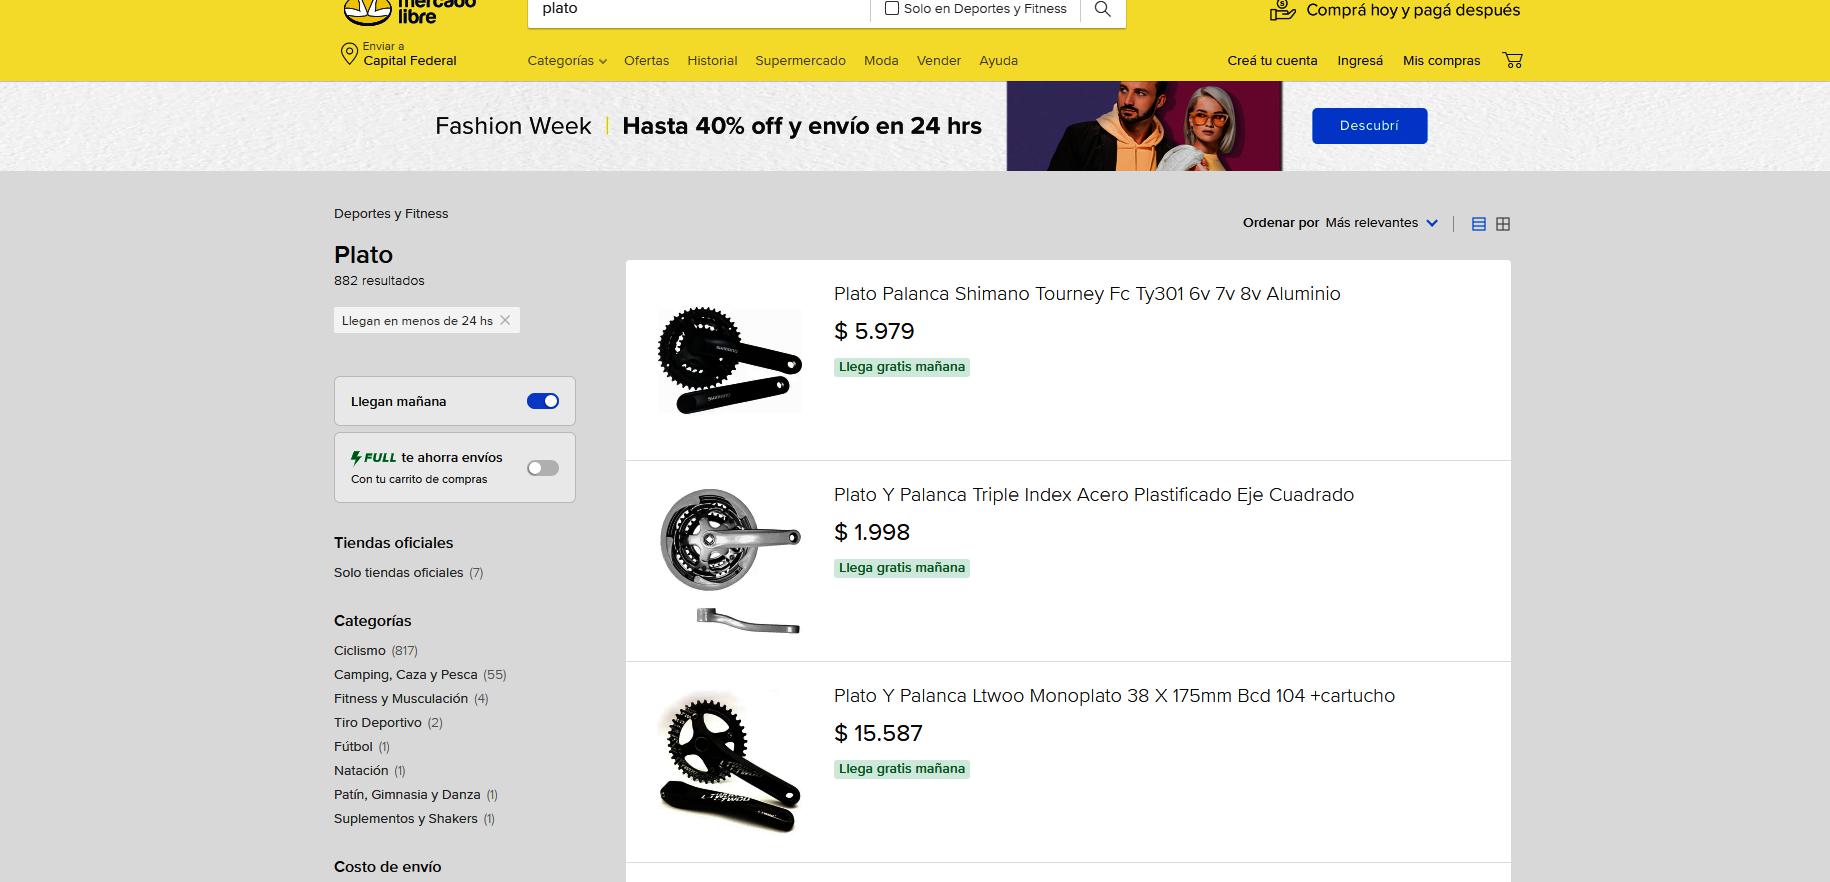 mercado
libre
plato
Solo en Deportes y Fitness
Comprá hoy y pagá después
Enviar a
Capital Federal
Categorías
Ofertas
Historial
Supermercado
Moda
Vender
Ayuda
Creá tu cuenta
Ingresá
Mis compras
Fashion Week | Hasta 40% off y envío en 24 hrs
Descubrí
Deportes y Fitness
Plato
882 resultados
Llegan en menos de 24 hs
Llegan mañana
FULL te ahorra envíos
Con tu carrito de compras
Tiendas oficiales
Solo tiendas oficiales (7)
Categorías
Ciclismo (817)
Camping, Caza y Pesca (55)
Fitness y Musculación (4)
Tiro Deportivo (2)
Fútbol (1)
Natación (1)
Patín, Gimnasia y Danza (1)
Suplementos y Shakers (1)
Costo de envío
Ordenar por Más relevantes
Plato Palanca Shimano Tourney Fc Ty301 6v 7v 8v Aluminio
$ 5.979
Llega gratis mañana
SHIMANO
SHIMANO
Plato Y Palanca Triple Index Acero Plastificado Eje Cuadrado
$ 1.998
Llega gratis mañana
Plato Y Palanca Ltwoo Monoplato 38 X 175mm Bcd 104 +cartucho
$ 15.587
Llega gratis mañana
LTWOO
LTWOO